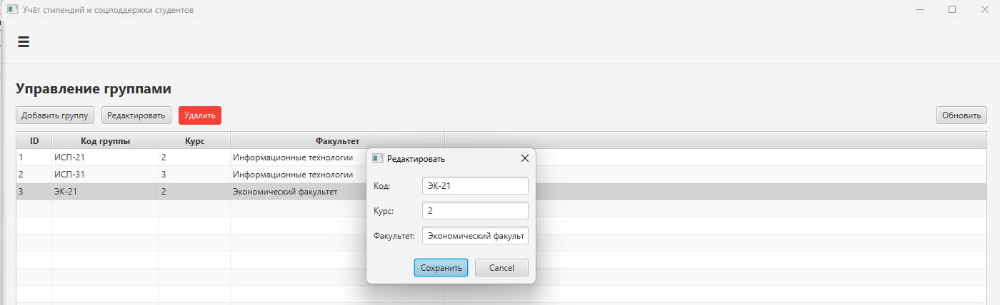 Учёт стипендий и соцподдержки студентов
Управление группами
Добавить группу Редактировать Удалить Обновить
ID Код группы Курс Факультет
1 ИСП-21 2 Информационные технологии
2 ИСП-31 3 Информационные технологии
3 ЭК-21 2 Экономический факультет
Редактировать
Код: ЭК-21
Курс: 2
Факультет: Экономический факульт
Сохранить Cancel